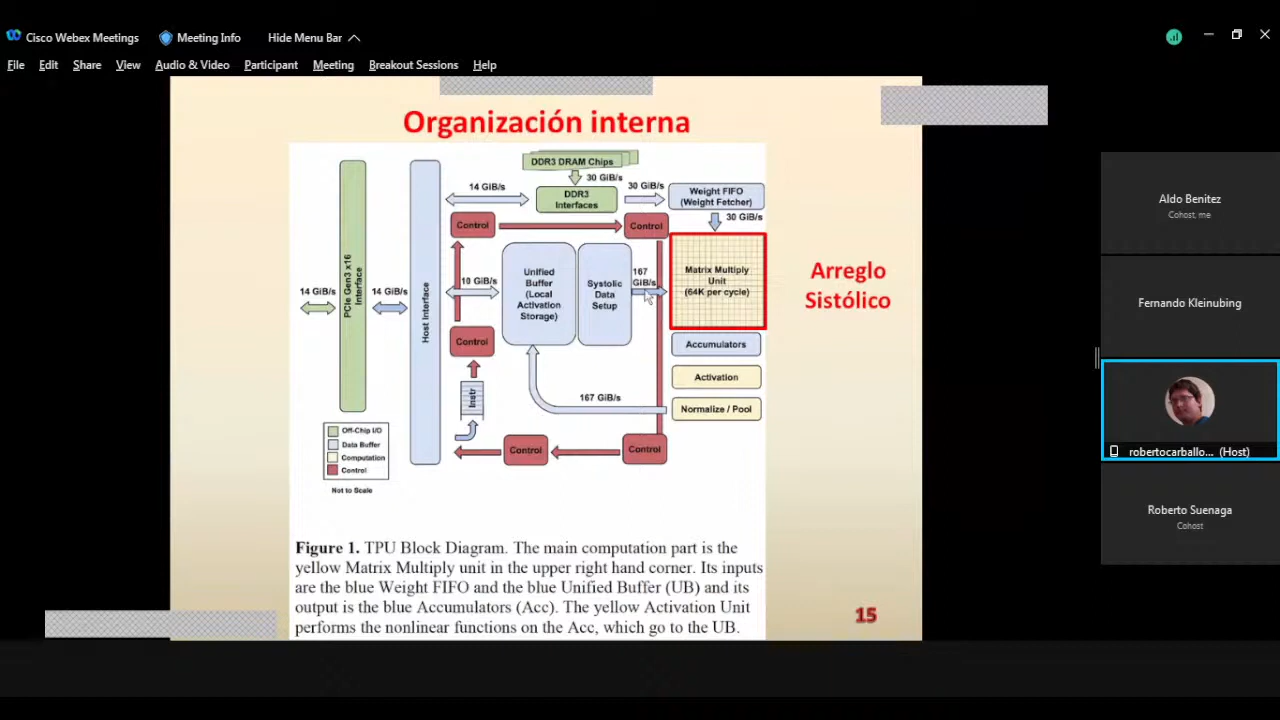 Cisco Webex Meetings
Meeting Info
Hide Menu Bar
File Edit Share View Audio & Video Participant Meeting Breakout Sessions Help
Organización interna
DDR3 DRAM Chips
30 GiB/s
14 GiB/s
DDR3
Interfaces
30 GiB/s
Weight FIFO
(Weight Fetcher)
30 GiB/s
Control
Control
PCIe Gen3 x16
Interface
14 GiB/s
14 GiB/s
Host Interface
10 GiB/s
Unified
Buffer
(Local
Activation
Storage)
Systolic
Data
Setup
167
GiB/s
Matrix Multiply
Unit
(64K per cycle)
Arreglo
Sistólico
Control
Accumulators
Activation
Instr
167 GiB/s
Normalize / Pool
Control
Control
Off-Chip I/O
Data Buffer
Computation
Control
Not to Scale
Figure 1. TPU Block Diagram. The main computation part is the
yellow Matrix Multiply unit in the upper right hand corner. Its inputs
are the blue Weight FIFO and the blue Unified Buffer (UB) and its
output is the blue Accumulators (Acc). The yellow Activation Unit
performs the nonlinear functions on the Acc, which go to the UB.
15
Aldo Benitez
Cohost, me
Fernando Kleinubing
robertocarballo... (Host)
Roberto Suenaga
Cohost